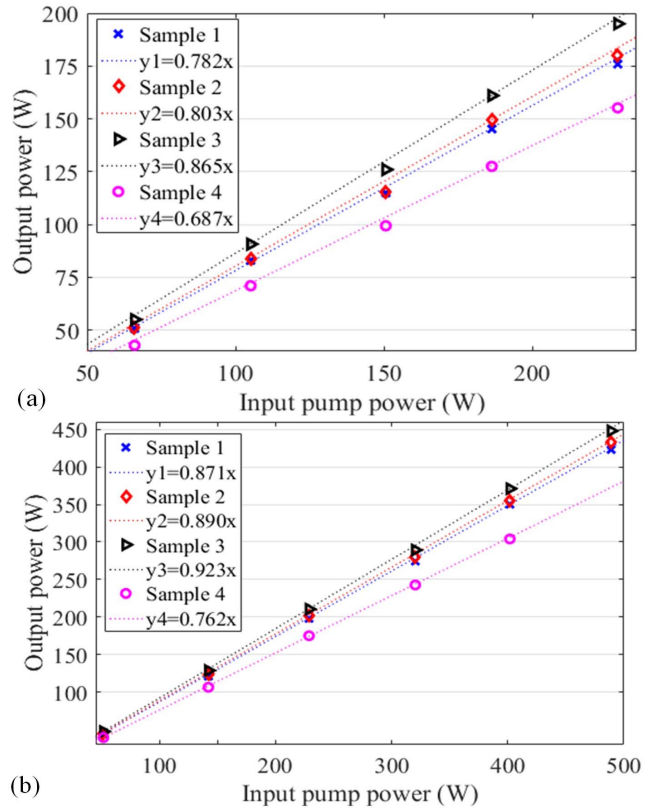 200
175
150
125
100
75
50
Output power (W)
Sample 1
y1=0.782x
Sample 2
y2=0.803x
Sample 3
y3=0.865x
Sample 4
y4=0.687x
50 100 150 200
Input pump power (W)
(a)
450
400
350
300
250
200
150
100
Output power (W)
Sample 1
y1=0.871x
Sample 2
y2=0.890x
Sample 3
y3=0.923x
Sample 4
y4=0.762x
100 200 300 400 500
Input pump power (W)
(b)